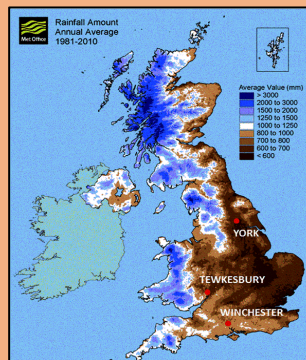 Met Office
Rainfall Amount
Annual Average
1981-2010
Average Value (mm)
> 3000
2000 to 3000
1500 to 2000
1250 to 1500
1000 to 1250
800 to 1000
700 to 800
600 to 700
< 600
YORK
TEWKESBURY
WINCHESTER